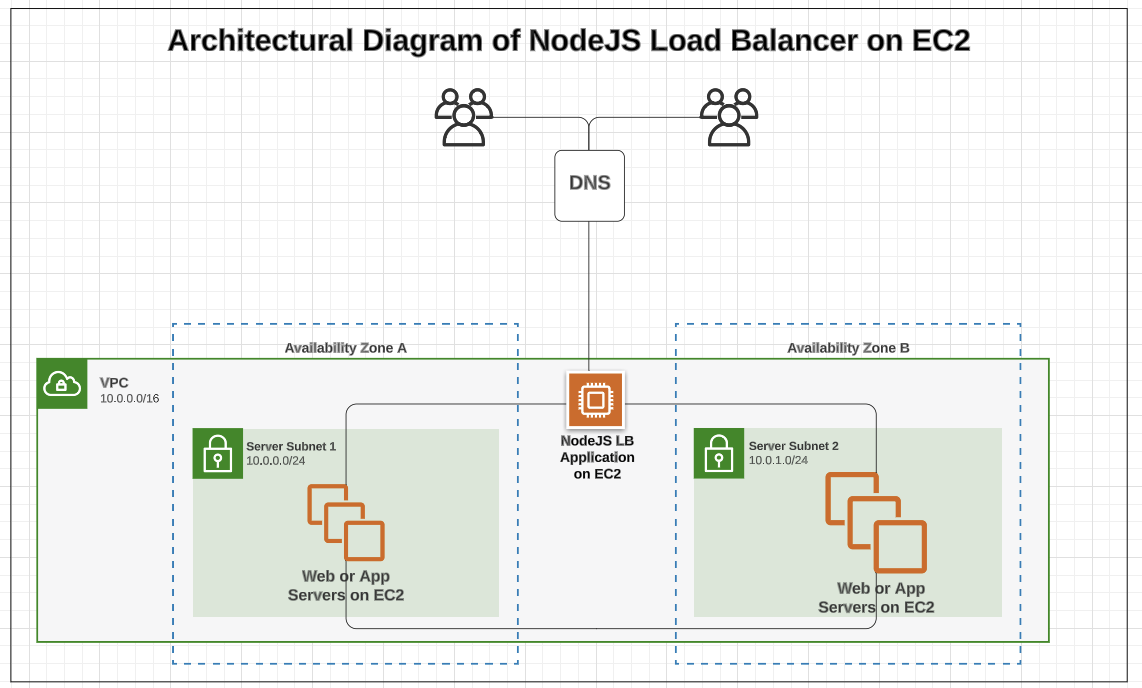 Architectural Diagram of NodeJS Load Balancer on EC2
DNS
Availability Zone A
Availability Zone B
VPC
10.0.0.0/16
NodeJS LB
Application
on EC2
Server Subnet 1
10.0.0.0/24
Server Subnet 2
10.0.1.0/24
Web or App
Servers on EC2
Web or App
Servers on EC2